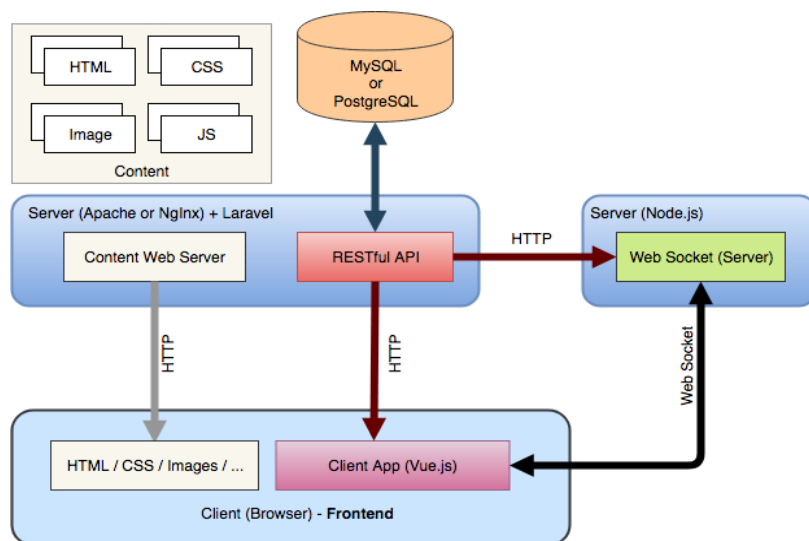 HTML
CSS
Image
JS
Content
MySQL
or
PostgreSQL
Server (Apache or NgInx) + Laravel
Content Web Server
RESTful API
HTTP
Server (Node.js)
Web Socket (Server)
HTTP
HTTP
Web Socket
HTML / CSS / Images / ...
Client App (Vue.js)
Client (Browser) - Frontend